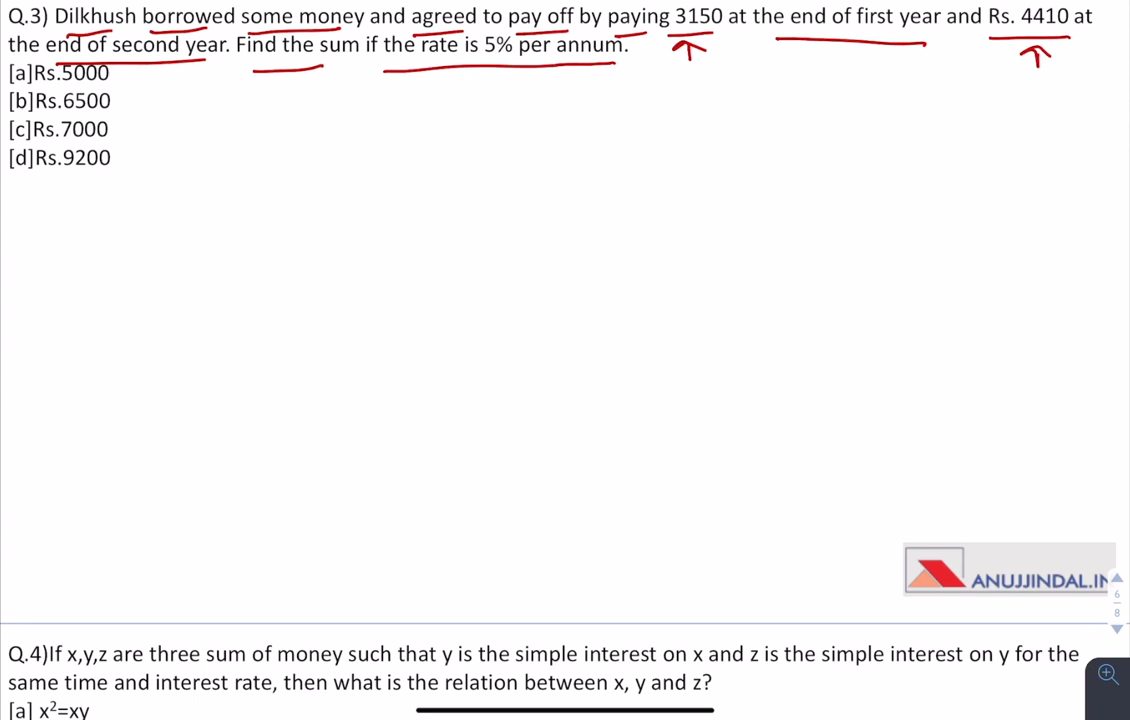 Q.3) Dilkhush borrowed some money and agreed to pay off by paying 3150 at the end of first year and Rs. 4410 at
the end of second year. Find the sum if the rate is 5% per annum.
[a]Rs.5000
[b]Rs.6500
[c]Rs.7000
[d]Rs.9200
ANUJJINDAL.IN
6
8
Q.4)If x,y,z are three sum of money such that y is the simple interest on x and z is the simple interest on y for the
same time and interest rate, then what is the relation between x, y and z?
[a] x²=xy